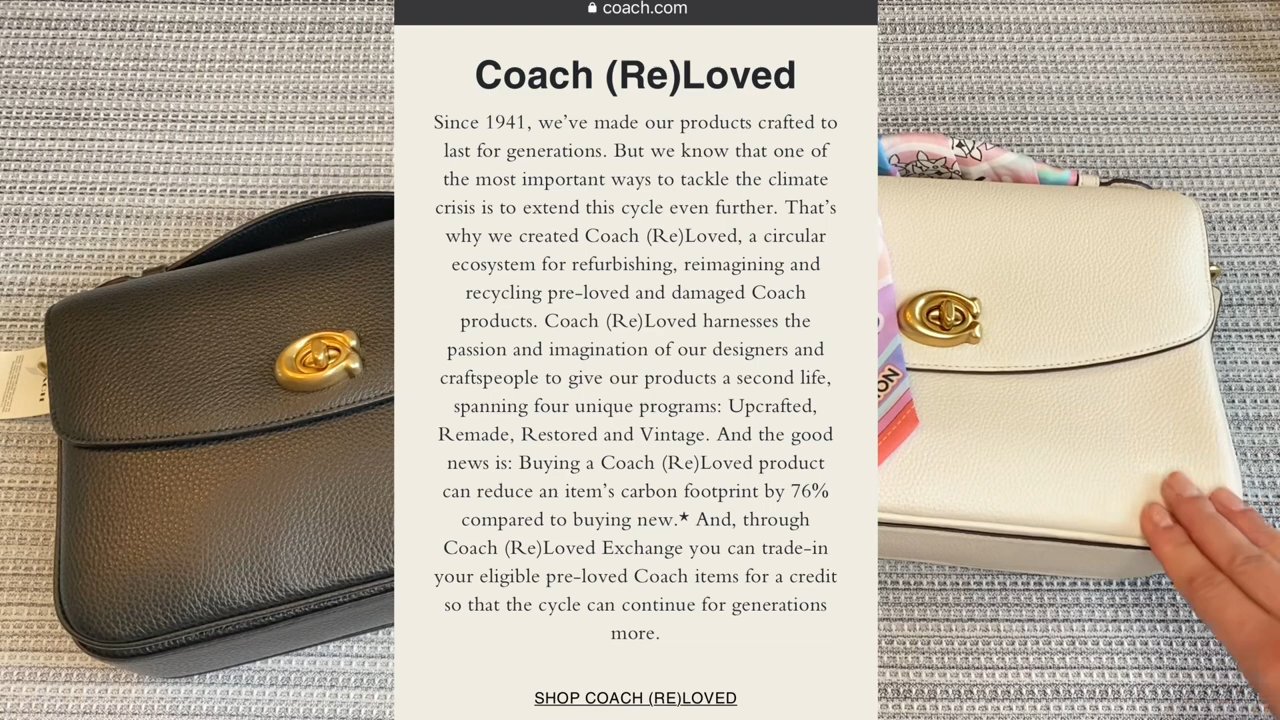 coach.com
Coach (Re)Loved
Since 1941, we’ve made our products crafted to
last for generations. But we know that one of
the most important ways to tackle the climate
crisis is to extend this cycle even further. That’s
why we created Coach (Re)Loved, a circular
ecosystem for refurbishing, reimagining and
recycling pre-loved and damaged Coach
products. Coach (Re)Loved harnesses the
passion and imagination of our designers and
craftspeople to give our products a second life,
spanning four unique programs: Upcrafted,
Remade, Restored and Vintage. And the good
news is: Buying a Coach (Re)Loved product
can reduce an item’s carbon footprint by 76%
compared to buying new.* And, through
Coach (Re)Loved Exchange you can trade-in
your eligible pre-loved Coach items for a credit
so that the cycle can continue for generations
more.
SHOP COACH (RE)LOVED